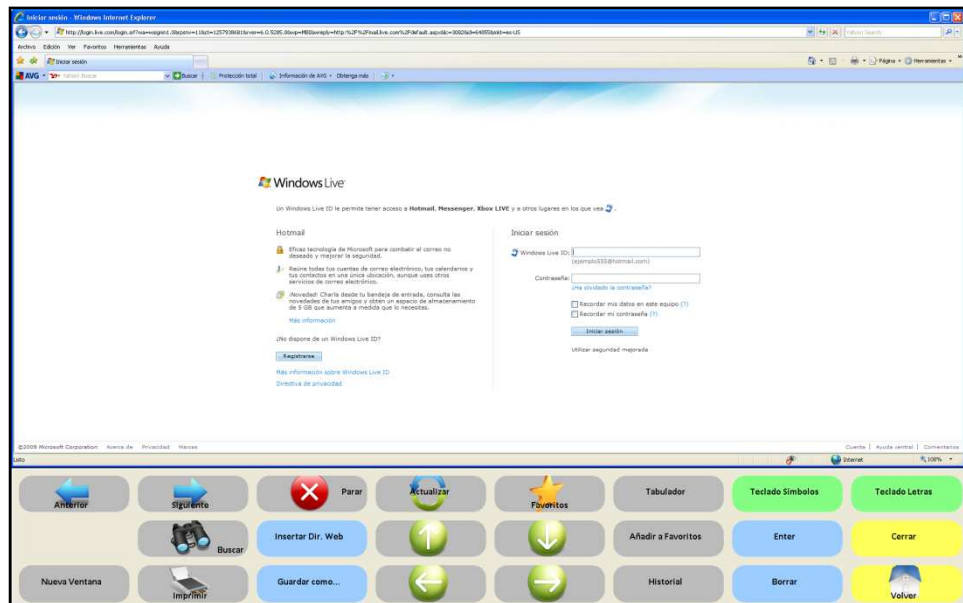 Iniciar sesión - Windows Internet Explorer
Archivo Edición Ver Favoritos Herramientas Ayuda
Iniciar sesión
Página Herramientas
AVG Buscar Protección total Información de AVG Obtenga más
Windows Live
Un Windows Live ID le permite tener acceso a Hotmail, Messenger, Xbox LIVE y a otros lugares en los que vea
Hotmail
Eficaz tecnología de Microsoft para combatir el correo no
deseado y mejorar la seguridad.
Reúne todas tus cuentas de correo electrónico, tus calendarios y
tus contactos en una única ubicación, aunque uses otros
servicios de correo electrónico.
¡Novedad! Charla desde tu bandeja de entrada, consulta las
novedades de tus amigos y obtén un espacio de almacenamiento
de 5 GB que aumenta a medida que lo necesitas.
Más información
¿No dispone de un Windows Live ID?
Registrarse
Más información sobre Windows Live ID
Directiva de privacidad
Iniciar sesión
Windows Live ID:
(ejemplo555@hotmail.com)
Contraseña:
¿Ha olvidado la contraseña?
Recordar mis datos en este equipo (?)
Recordar mi contraseña (?)
Iniciar sesión
Utilizar seguridad mejorada
©2009 Microsoft Corporation Acerca de Privacidad Marcas
Cuenta | Ayuda central | Comentarios
Listo Internet 100%
Anterior Siguiente Parar Actualizar Favoritos Tabulador Teclado Símbolos Teclado Letras
Buscar Insertar Dir. Web Añadir a Favoritos Enter Cerrar
Nueva Ventana Imprimir Guardar como... Historial Borrar Volver